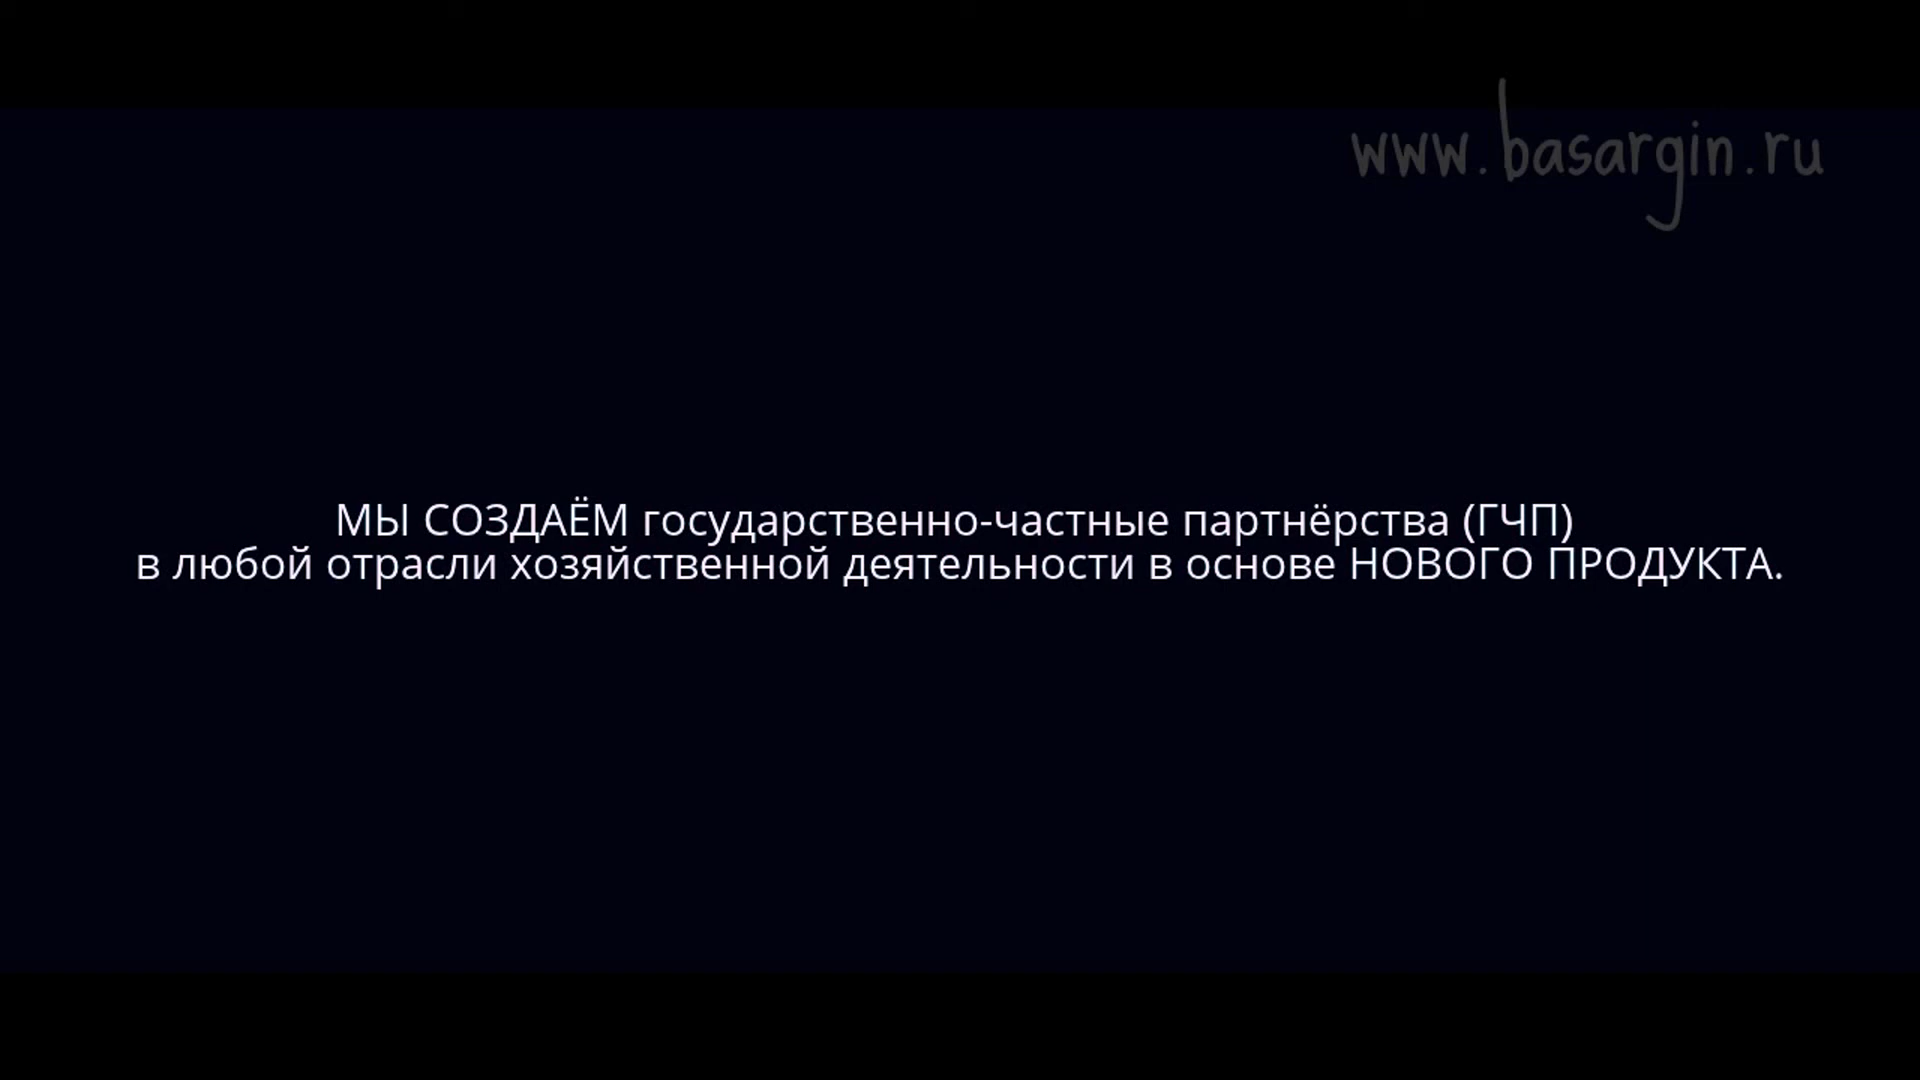 www.basargin.ru
МЫ СОЗДАЁМ государственно-частные партнёрства (ГЧП)
в любой отрасли хозяйственной деятельности в основе НОВОГО ПРОДУКТА.